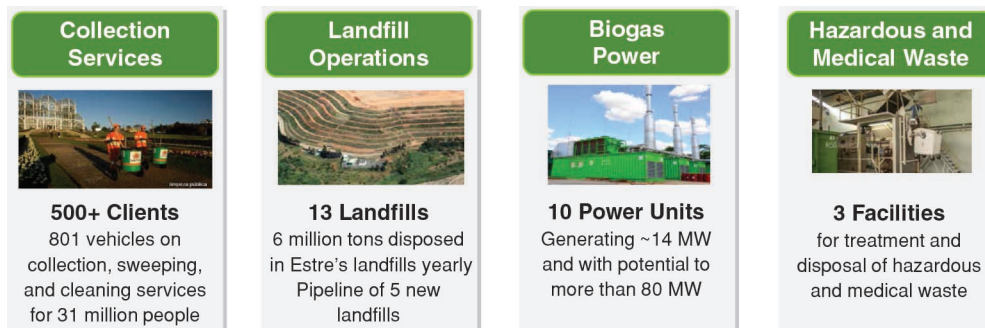 Collection
Services
limpeza pública
500+ Clients
801 vehicles on
collection, sweeping,
and cleaning services
for 31 million people
Landfill
Operations
13 Landfills
6 million tons disposed
in Estre's landfills yearly
Pipeline of 5 new
landfills
Biogas
Power
10 Power Units
Generating ~14 MW
and with potential to
more than 80 MW
Hazardous and
Medical Waste
3 Facilities
for treatment and
disposal of hazardous
and medical waste